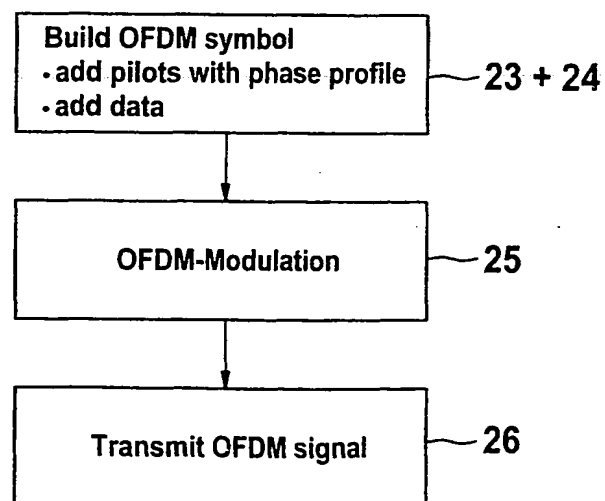 Build OFDM symbol
• add pilots with phase profile
• add data
23 + 24
OFDM-Modulation
25
Transmit OFDM signal
26